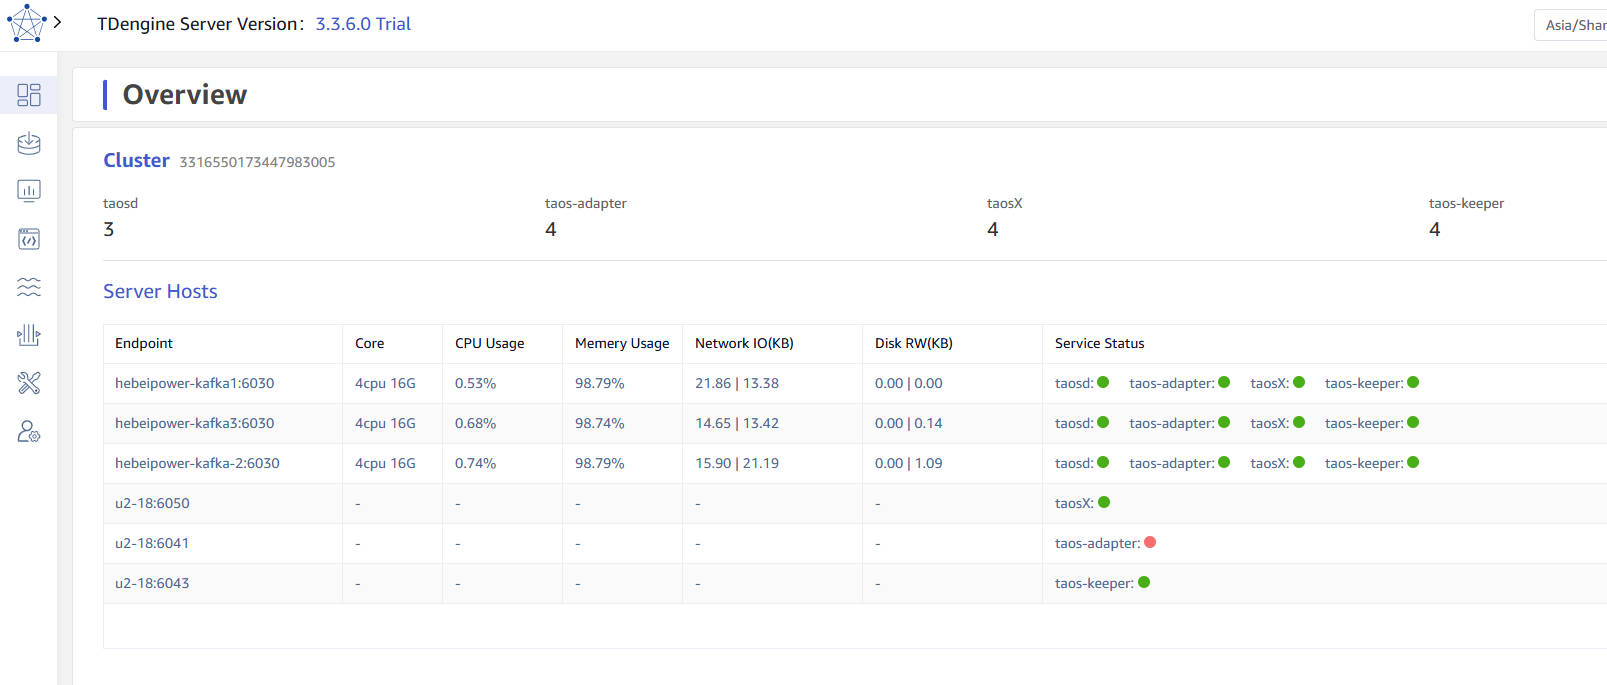 TDengine Server Version: 3.3.6.0 Trial
Asia/Shar
Overview
Cluster 3316550173447983005
taosd taos-adapter taosX taos-keeper
3 4 4 4
Server Hosts
Endpoint Core CPU Usage Memery Usage Network IO(KB) Disk RW(KB) Service Status
hebeipower-kafka1:6030 4cpu 16G 0.53% 98.79% 21.86 | 13.38 0.00 | 0.00 taosd: taos-adapter: taosX: taos-keeper:
hebeipower-kafka3:6030 4cpu 16G 0.68% 98.74% 14.65 | 13.42 0.00 | 0.14 taosd: taos-adapter: taosX: taos-keeper:
hebeipower-kafka-2:6030 4cpu 16G 0.74% 98.79% 15.90 | 21.19 0.00 | 1.09 taosd: taos-adapter: taosX: taos-keeper:
u2-18:6050 - - - - - taosX:
u2-18:6041 - - - - - taos-adapter:
u2-18:6043 - - - - - taos-keeper: